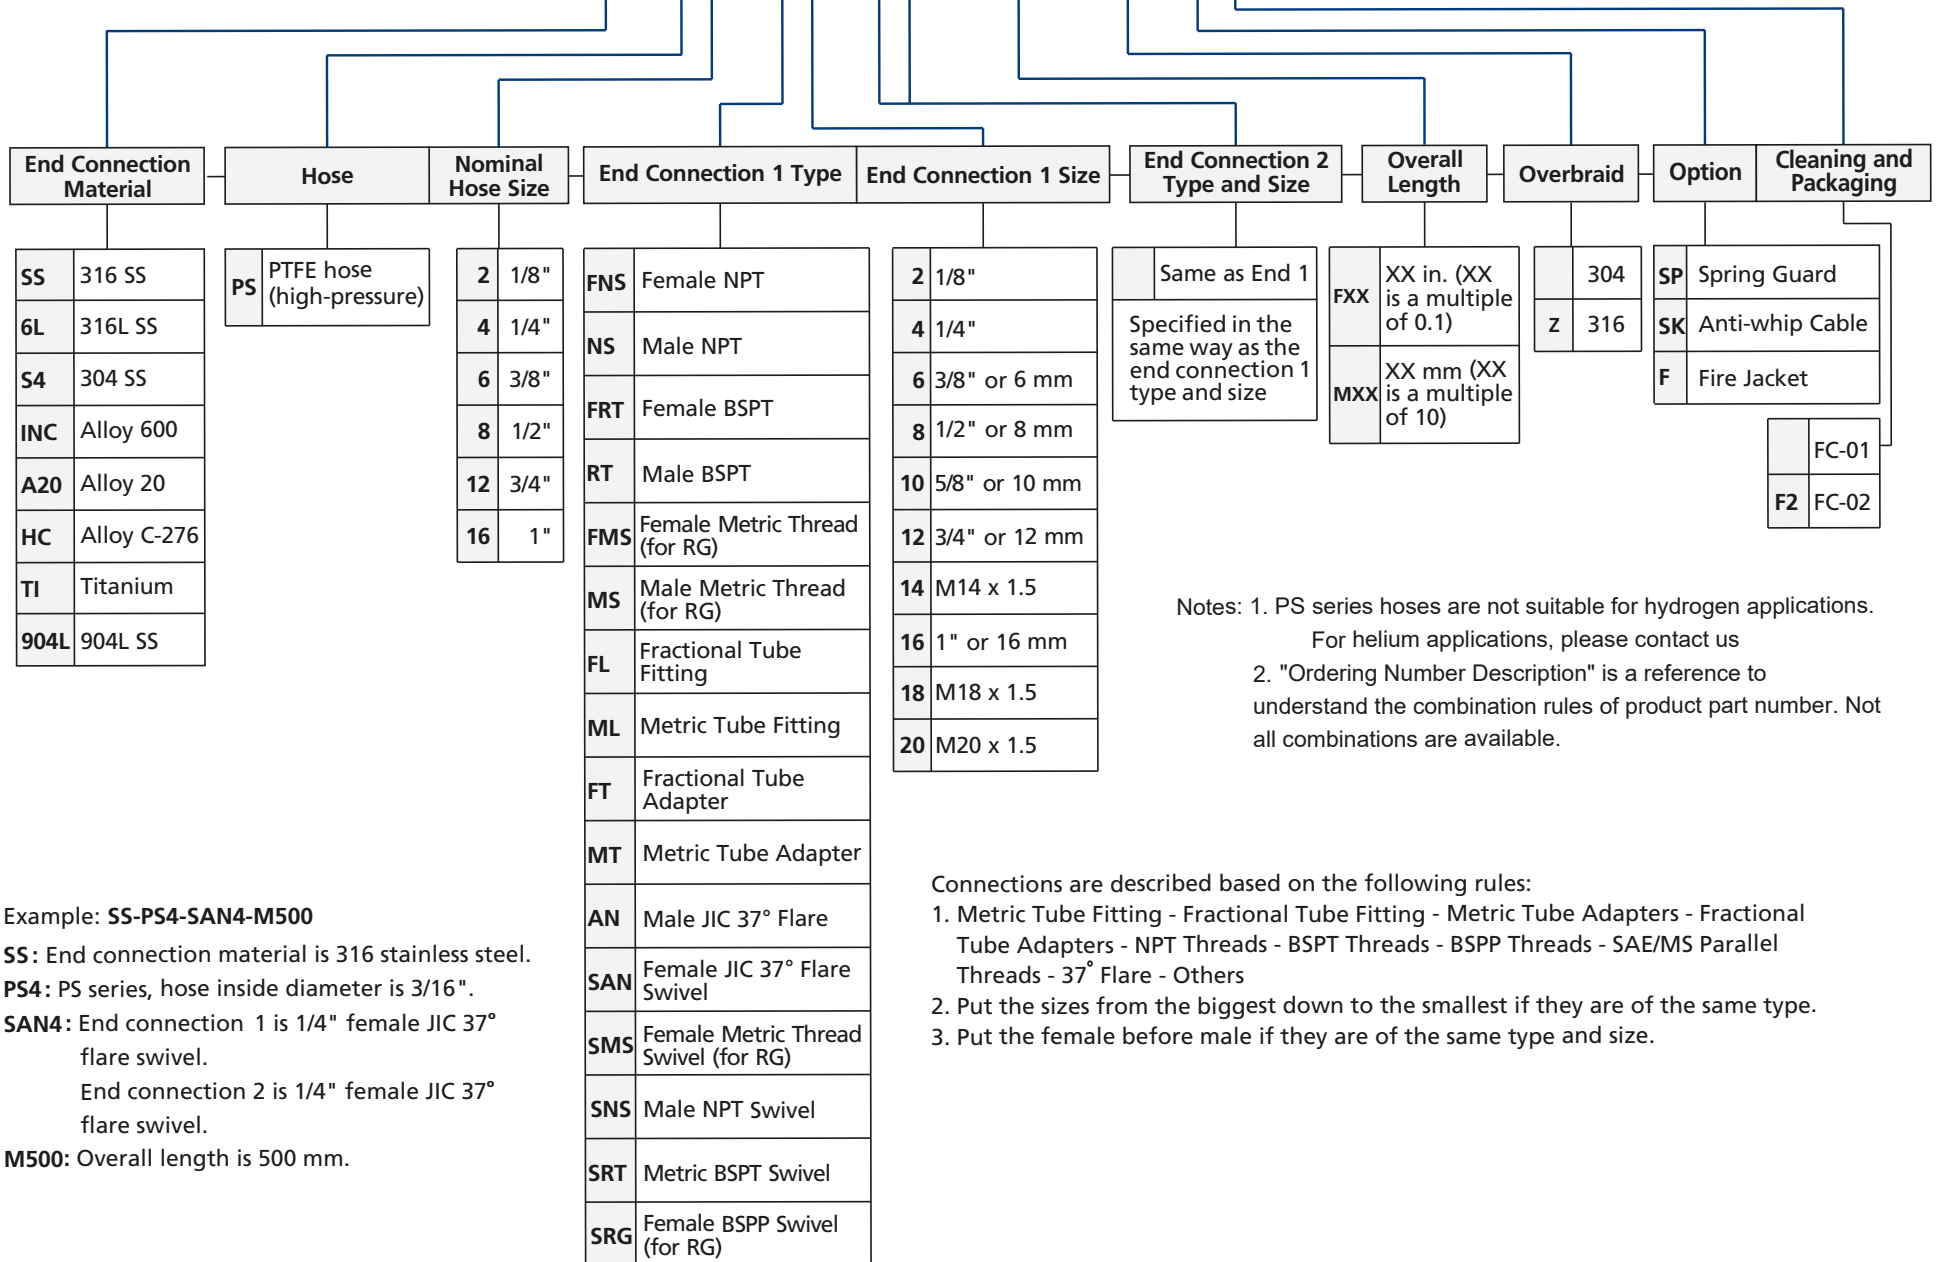 End Connection
Material
Hose
Nominal
Hose Size
End Connection 1 Type
End Connection 1 Size
End Connection 2
Type and Size
Overall
Length
Overbraid
Option
Cleaning and
Packaging
SS 316 SS
6L 316L SS
S4 304 SS
INC Alloy 600
A20 Alloy 20
HC Alloy C-276
TI Titanium
904L 904L SS
PS PTFE hose
(high-pressure)
2 1/8"
4 1/4"
6 3/8"
8 1/2"
12 3/4"
16 1"
FNS Female NPT
NS Male NPT
FRT Female BSPT
RT Male BSPT
FMS Female Metric Thread
(for RG)
MS Male Metric Thread
(for RG)
FL Fractional Tube
Fitting
ML Metric Tube Fitting
FT Fractional Tube
Adapter
MT Metric Tube Adapter
AN Male JIC 37° Flare
SAN Female JIC 37° Flare
Swivel
SMS Female Metric Thread
Swivel (for RG)
SNS Male NPT Swivel
SRT Metric BSPT Swivel
SRG Female BSPP Swivel
(for RG)
2 1/8"
4 1/4"
6 3/8" or 6 mm
8 1/2" or 8 mm
10 5/8" or 10 mm
12 3/4" or 12 mm
14 M14 x 1.5
16 1" or 16 mm
18 M18 x 1.5
20 M20 x 1.5
Same as End 1
Specified in the
same way as the
end connection 1
type and size
FXX XX in. (XX
is a multiple
of 0.1)
MXX XX mm (XX
is a multiple
of 10)
304
Z 316
SP Spring Guard
SK Anti-whip Cable
F Fire Jacket
FC-01
F2 FC-02
Notes: 1. PS series hoses are not suitable for hydrogen applications.
For helium applications, please contact us
2. "Ordering Number Description" is a reference to
understand the combination rules of product part number. Not
all combinations are available.
Connections are described based on the following rules:
1. Metric Tube Fitting - Fractional Tube Fitting - Metric Tube Adapters - Fractional
Tube Adapters - NPT Threads - BSPT Threads - BSPP Threads - SAE/MS Parallel
Threads - 37° Flare - Others
2. Put the sizes from the biggest down to the smallest if they are of the same type.
3. Put the female before male if they are of the same type and size.
Example: SS-PS4-SAN4-M500
SS: End connection material is 316 stainless steel.
PS4: PS series, hose inside diameter is 3/16".
SAN4: End connection 1 is 1/4" female JIC 37°
flare swivel.
End connection 2 is 1/4" female JIC 37°
flare swivel.
M500: Overall length is 500 mm.